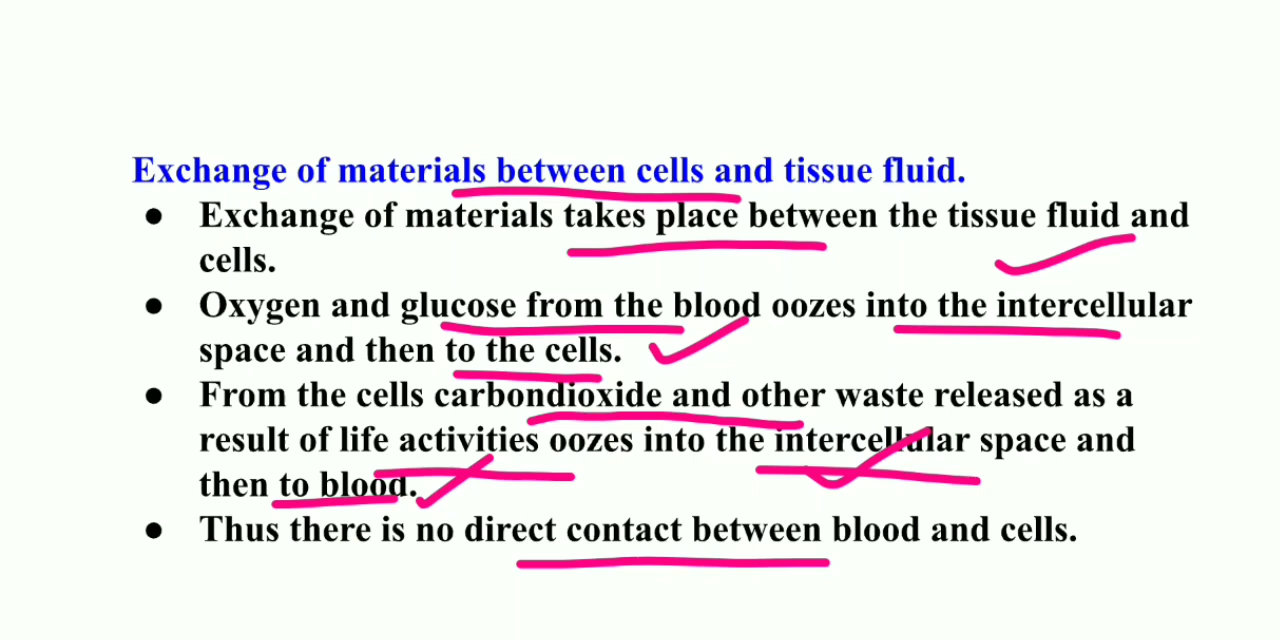 Exchange of materials between cells and tissue fluid.
● Exchange of materials takes place between the tissue fluid and
cells.
● Oxygen and glucose from the blood oozes into the intercellular
space and then to the cells.
● From the cells carbondioxide and other waste released as a
result of life activities oozes into the intercellular space and
then to blood.
● Thus there is no direct contact between blood and cells.